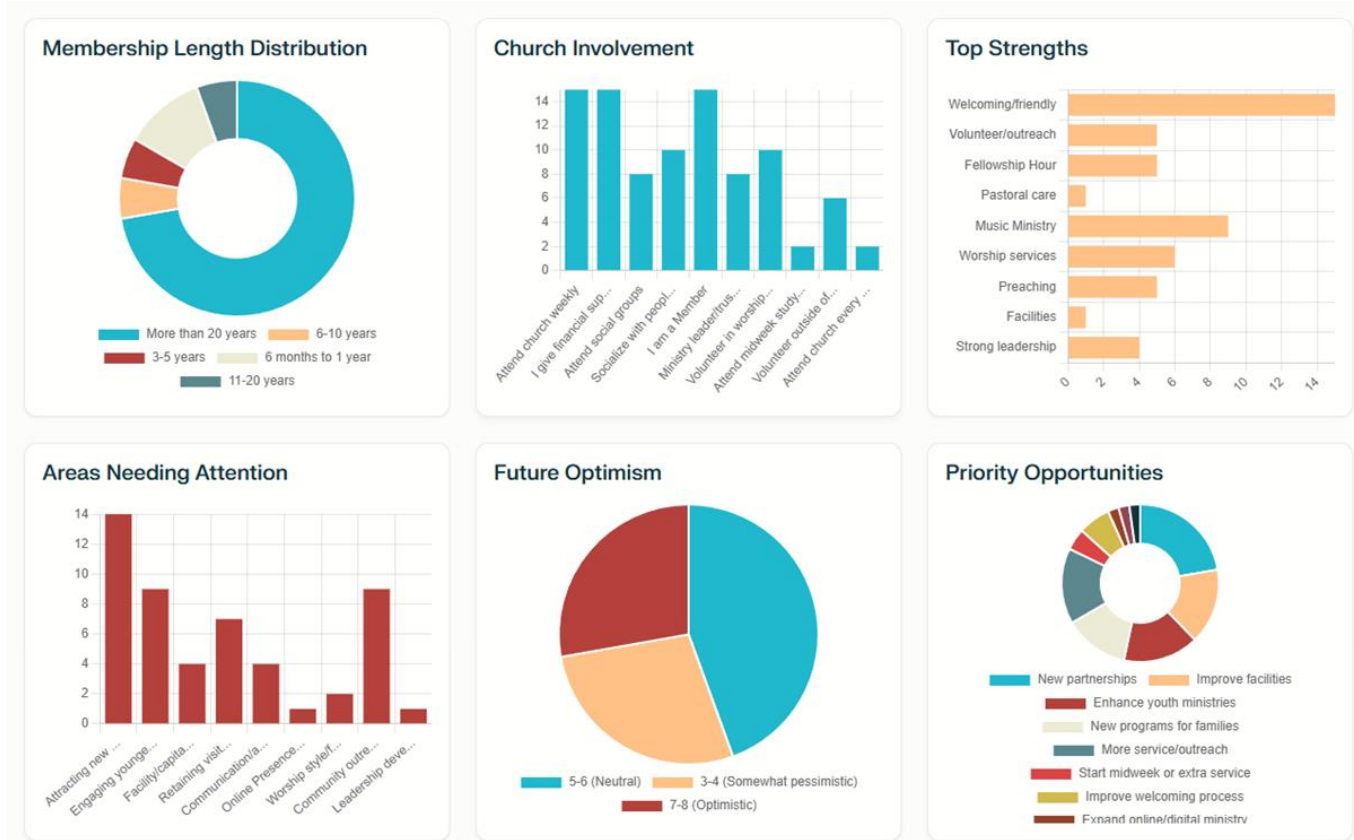 Membership Length Distribution
More than 20 years
6-10 years
3-5 years
6 months to 1 year
11-20 years
Church Involvement
14
12
10
8
6
4
2
0
Attend church weekly
I give financial sup...
Attend social groups
Socialize with peopl...
I am a Member
Ministry leader/trus...
Volunteer in worship...
Attend midweek study...
Volunteer outside of...
Attend church every ...
Top Strengths
Welcoming/friendly
Volunteer/outreach
Fellowship Hour
Pastoral care
Music Ministry
Worship services
Preaching
Facilities
Strong leadership
0 2 4 6 8 10 12 14
Areas Needing Attention
14
12
10
8
6
4
2
0
Attracting new ...
Engaging younge...
Facility/capita...
Retaining visit...
Communication/a...
Online Presence...
Worship style/f...
Community outre...
Leadership deve...
Future Optimism
5-6 (Neutral)
3-4 (Somewhat pessimistic)
7-8 (Optimistic)
Priority Opportunities
New partnerships
Improve facilities
Enhance youth ministries
New programs for families
More service/outreach
Start midweek or extra service
Improve welcoming process
Expand online/digital ministry